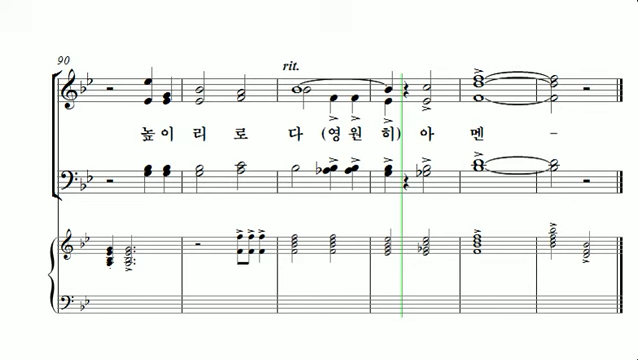 90
rit.
높이 리 로 다 (영 원 히) 아 멘 -